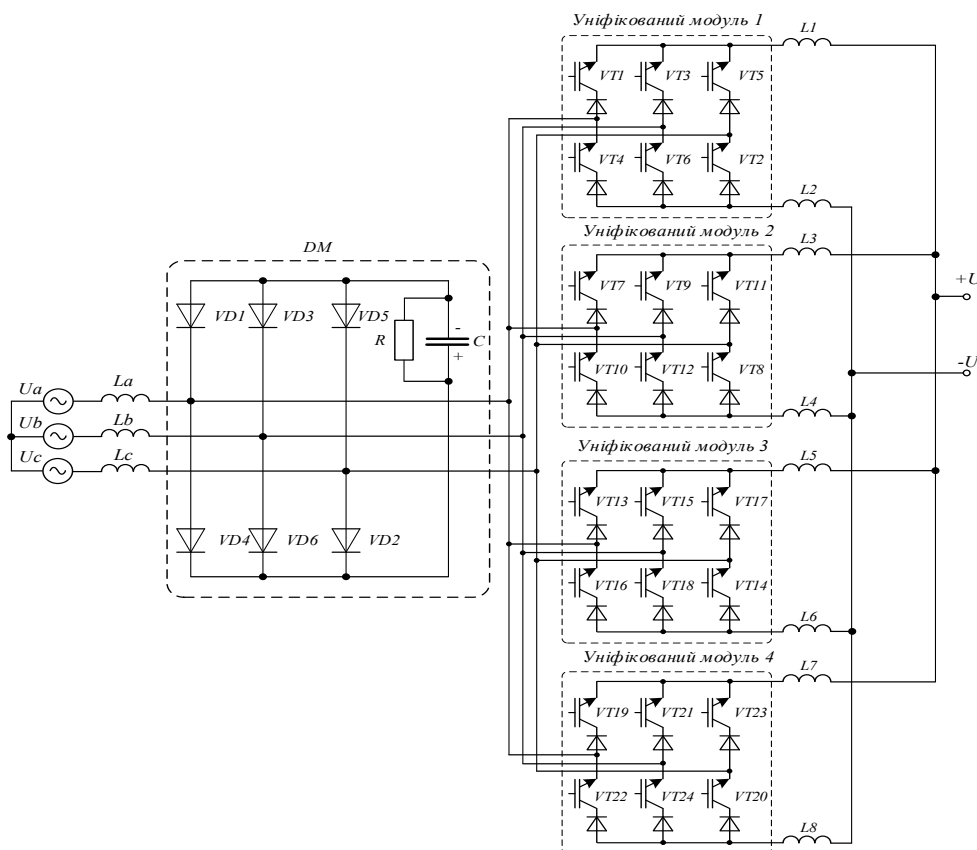 Уніфікований модуль 1
L1
VT1 VT3 VT5
VT4 VT6 VT2
L2
Уніфікований модуль 2
L3
DM
VT7 VT9 VT11
+U
VD1 VD3 VD5
R - C +
VT10 VT12 VT8
-U
Ua La
L4
Ub Lb
Уніфікований модуль 3
Uc Lc
L5
VT13 VT15 VT17
VD4 VD6 VD2
VT16 VT18 VT14
L6
Уніфікований модуль 4
L7
VT19 VT21 VT23
VT22 VT24 VT20
L8